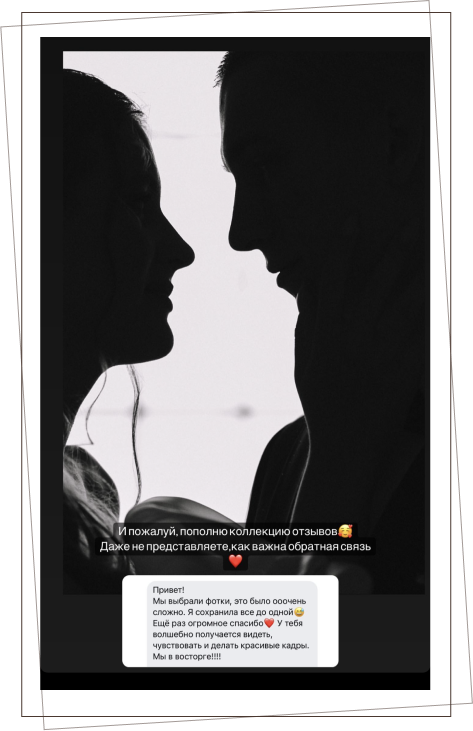 И пожалуй, пополню коллекцию отзывов🥰
Даже не представляете,как важна обратная связь
❤️
Привет!
Мы выбрали фотки, это было ооочень
сложно. Я сохранила все до одной😅
Ещё раз огромное спасибо❤️ У тебя
волшебно получается видеть,
чувствовать и делать красивые кадры.
Мы в восторге!!!!